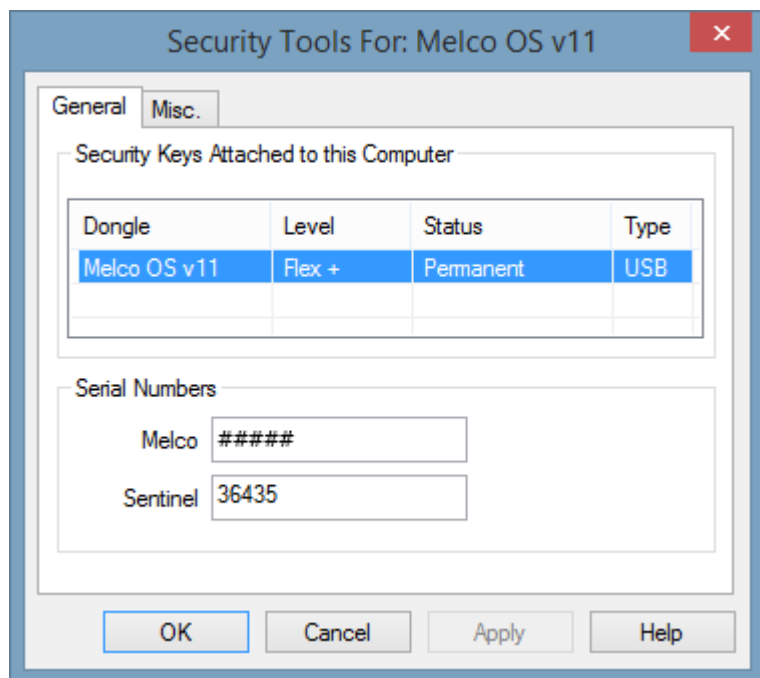 Security Tools For: Melco OS v11
General Misc.
Security Keys Attached to this Computer
Dongle Level Status Type
Melco OS v11 Flex + Permanent USB
Serial Numbers
Melco #####
Sentinel 36435
OK Cancel Apply Help